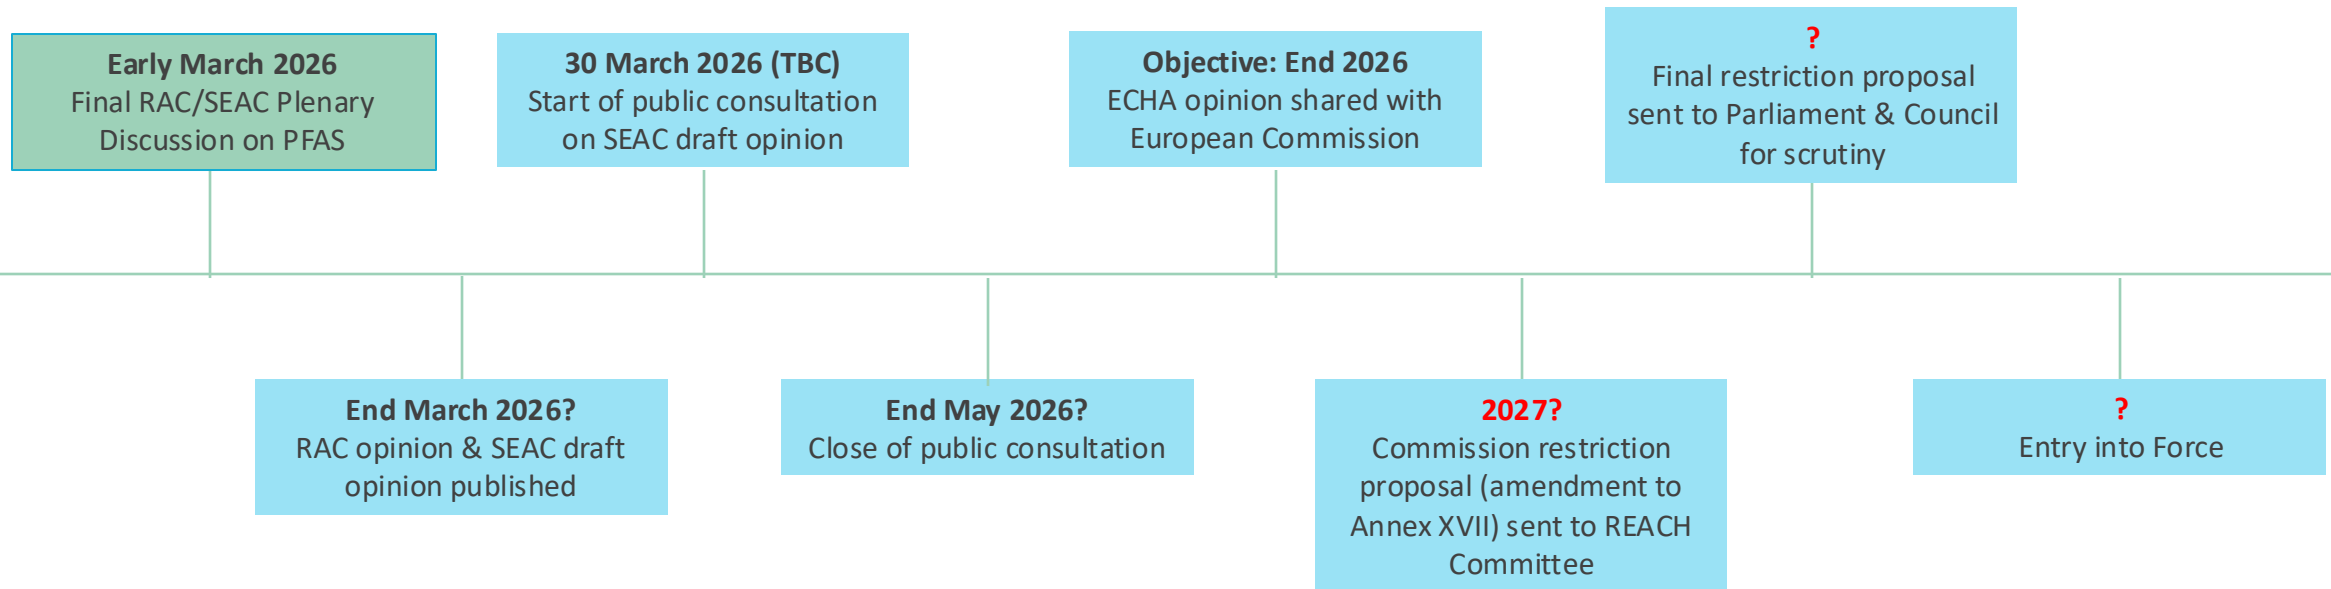 Early March 2026
Final RAC/SEAC Plenary
Discussion on PFAS
30 March 2026 (TBC)
Start of public consultation
on SEAC draft opinion
Objective: End 2026
ECHA opinion shared with
European Commission
?
Final restriction proposal
sent to Parliament & Council
for scrutiny
End March 2026?
RAC opinion & SEAC draft
opinion published
End May 2026?
Close of public consultation
2027?
Commission restriction
proposal (amendment to
Annex XVII) sent to REACH
Committee
?
Entry into Force